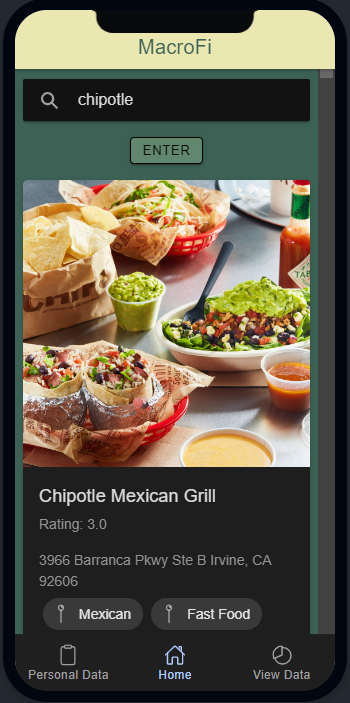 MacroFi
chipotle
ENTER
Chipotle Mexican Grill
Rating: 3.0
3966 Barranca Pkwy Ste B Irvine, CA
92606
Mexican
Fast Food
Personal Data
Home
View Data